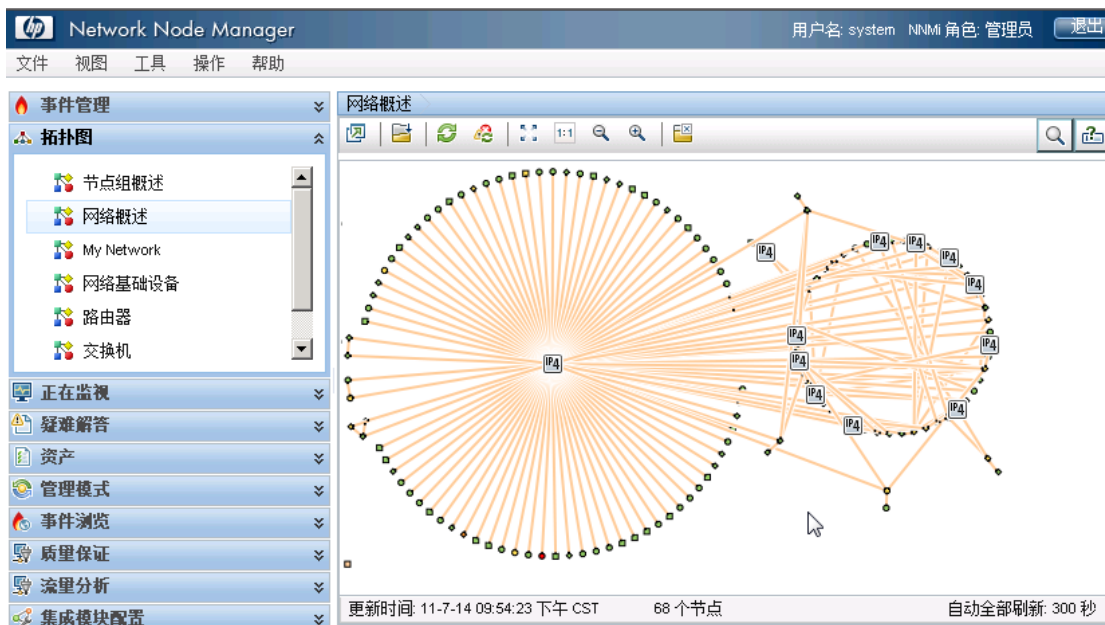 hp Network Node Manager
用户名: system NNMi 角色: 管理员 退出
文件 视图 工具 操作 帮助
事件管理
拓扑图
节点组概述
网络概述
My Network
网络基础设备
路由器
交换机
正在监视
疑难解答
资产
管理模式
事件浏览
质量保证
流量分析
集成模块配置
网络概述
1:1
IP4
IP4
IP4
IP4
IP4
IP4
IP4
IP4
IP4
IP4
IP4
IP4
更新时间: 11-7-14 09:54:23 下午 CST 68 个节点 自动全部刷新: 300 秒